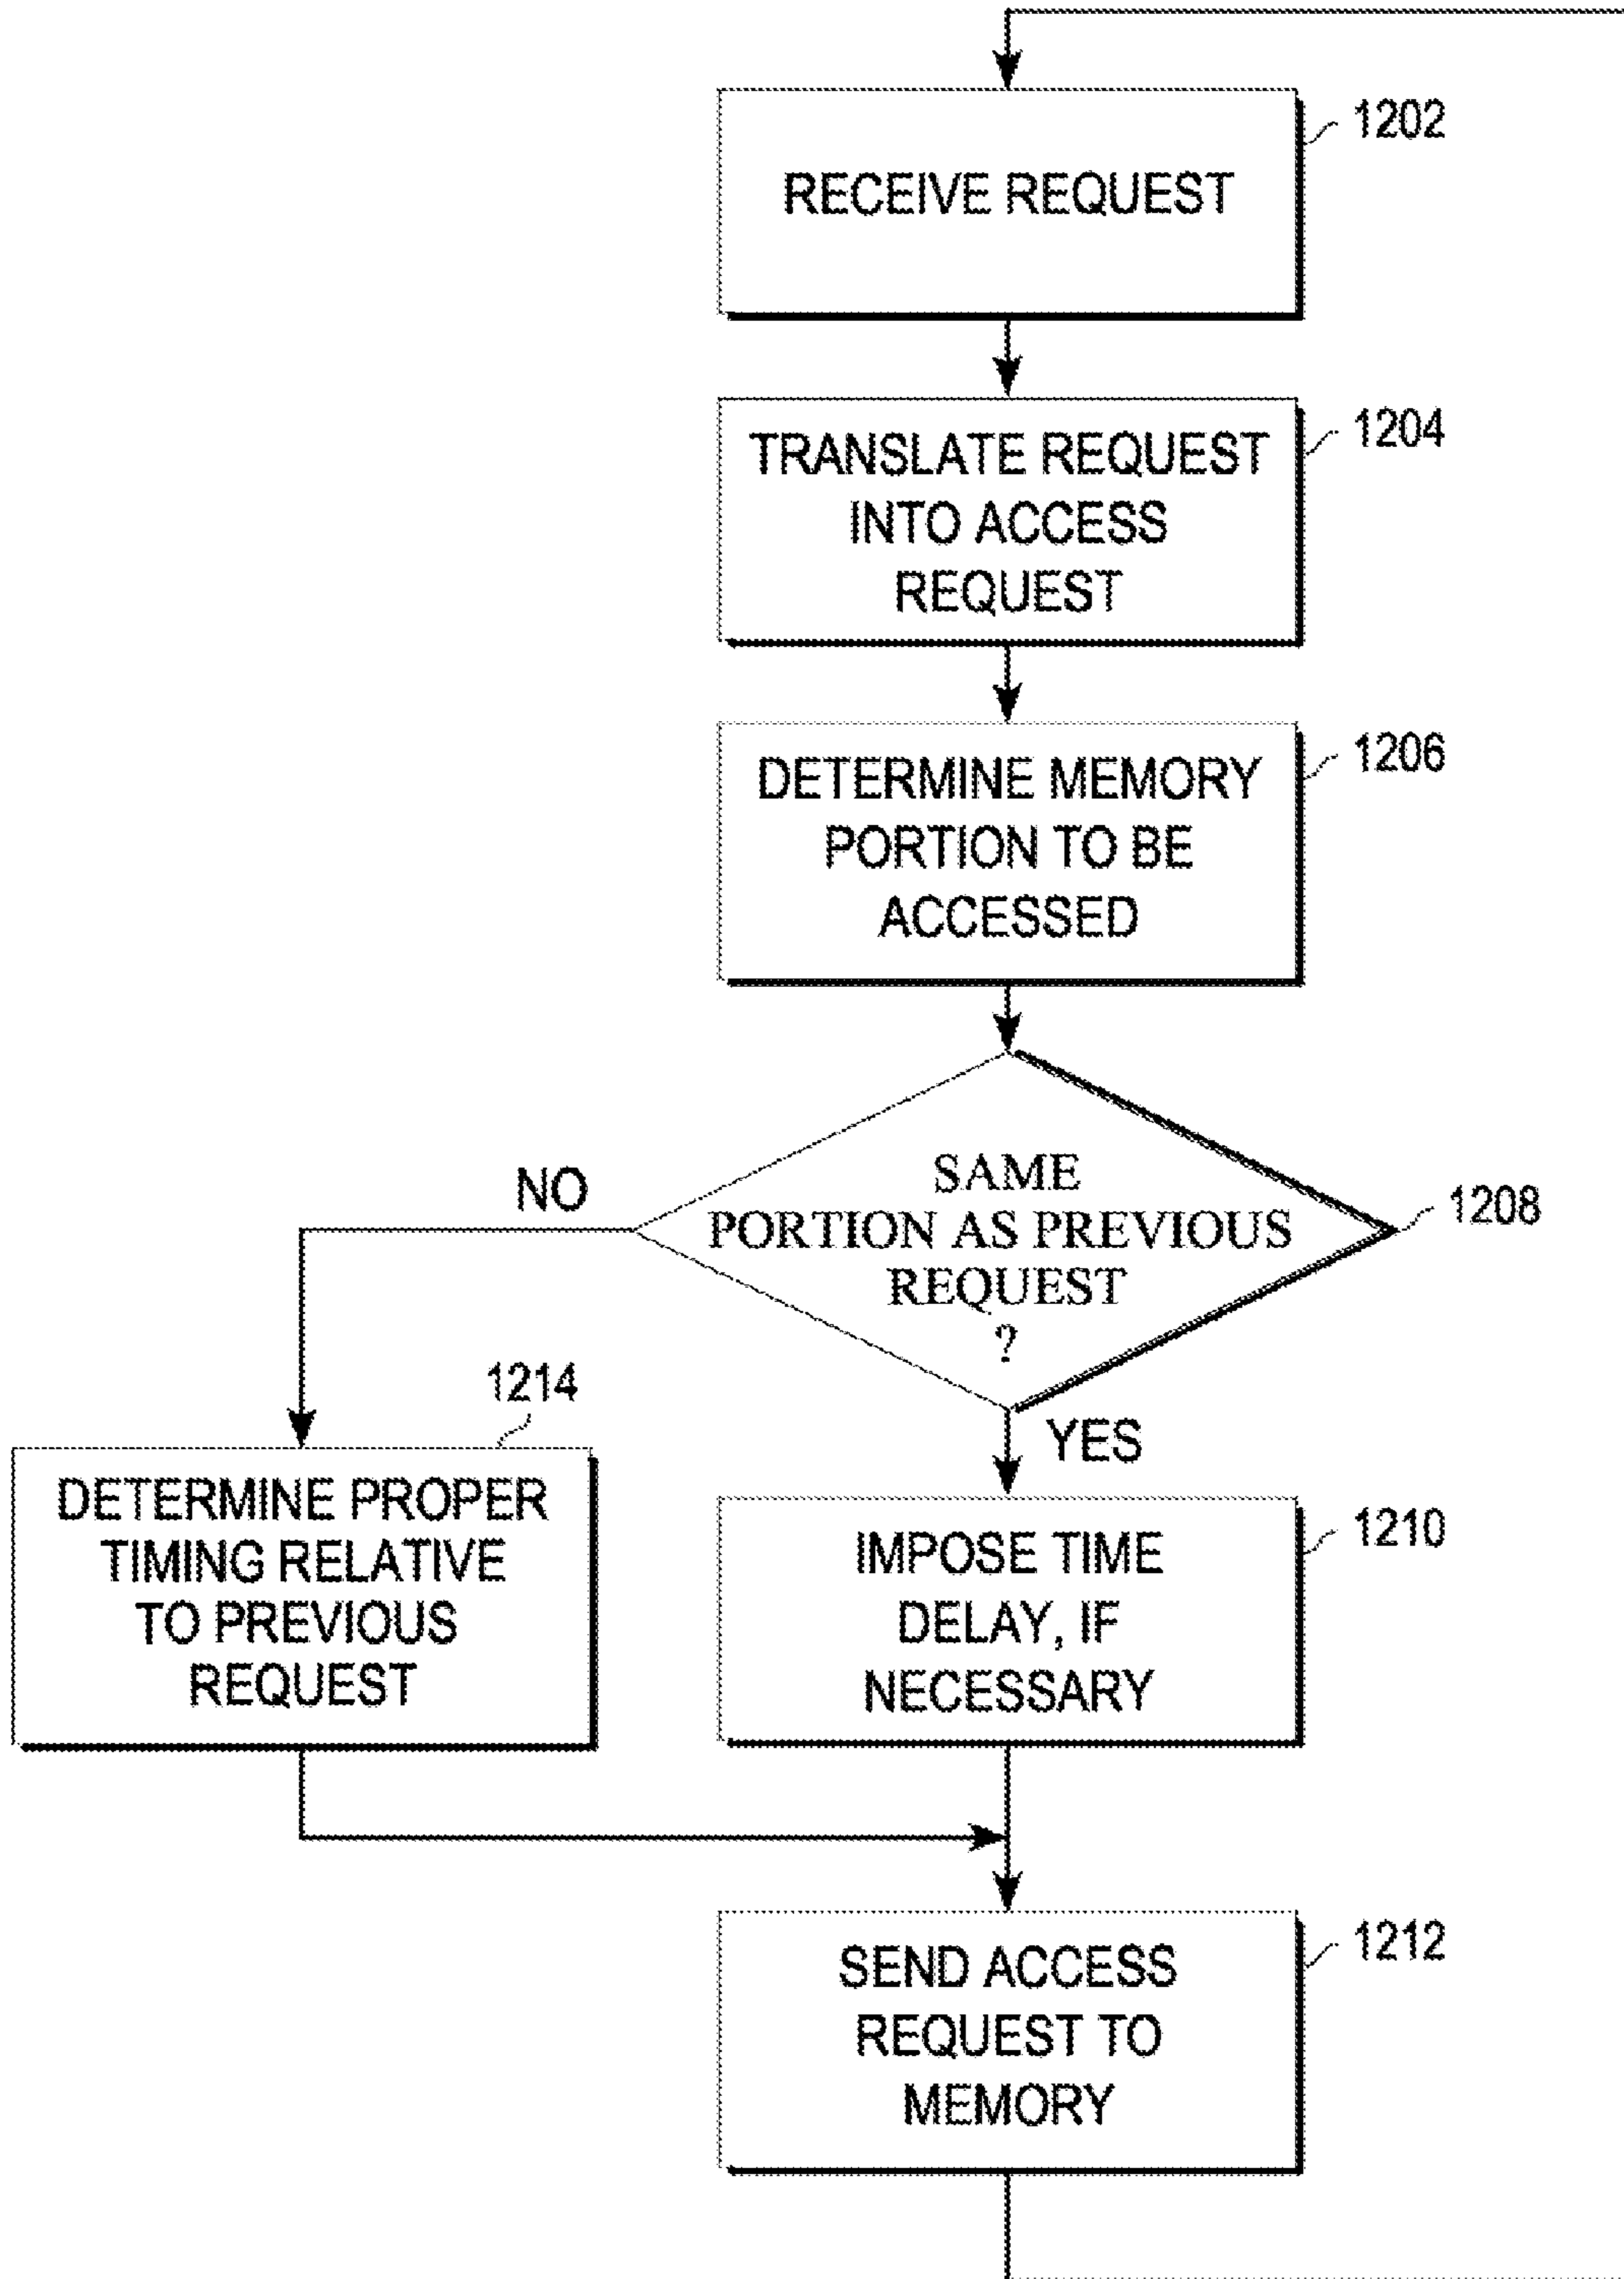 1202
RECEIVE REQUEST
1204
TRANSLATE REQUEST
INTO ACCESS
REQUEST
1206
DETERMINE MEMORY
PORTION TO BE
ACCESSED
NO
SAME
PORTION AS PREVIOUS
REQUEST
?
1208
1214
YES
DETERMINE PROPER
TIMING RELATIVE
TO PREVIOUS
REQUEST
1210
IMPOSE TIME
DELAY, IF
NECESSARY
1212
SEND ACCESS
REQUEST TO
MEMORY